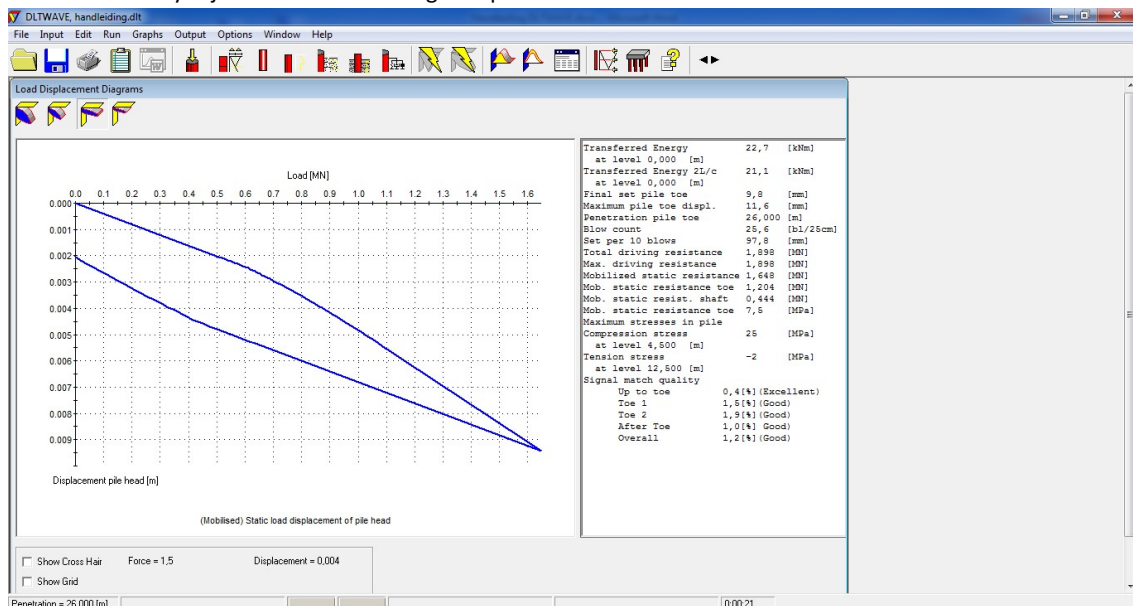 DLTWAVE, handleiding.dlt
File Input Edit Run Graphs Output Options Window Help
Load Displacement Diagrams
Load [MN]
0.0 0.1 0.2 0.3 0.4 0.5 0.6 0.7 0.8 0.9 1.0 1.1 1.2 1.3 1.4 1.5 1.6
0.000
0.001
0.002
0.003
0.004
0.005
0.006
0.007
0.008
0.009
Displacement pile head [m]
(Mobilised) Static load displacement of pile head
Transferred Energy 22,7 [kNm]
at level 0,000 [m]
Transferred Energy 2L/c 21,1 [kNm]
at level 0,000 [m]
Final set pile toe 9,8 [mm]
Maximum pile toe displ. 11,6 [mm]
Penetration pile toe 26,000 [m]
Blow count 25,6 [bl/25cm]
Set per 10 blows 97,8 [mm]
Total driving resistance 1,898 [MN]
Max. driving resistance 1,898 [MN]
Mobilized static resistance 1,648 [MN]
Mob. static resistance toe 1,204 [MN]
Mob. static resist. shaft 0,444 [MN]
Mob. static resistance toe 7,5 [MPa]
Maximum stresses in pile
Compression stress 25 [MPa]
at level 4,500 [m]
Tension stress -2 [MPa]
at level 12,500 [m]
Signal match quality
Up to toe 0,4[%](Excellent)
Toe 1 1,5[%](Good)
Toe 2 1,9[%](Good)
After Toe 1,0[%] Good)
Overall 1,2[%](Good)
Show Cross Hair Force = 1,5 Displacement = 0,004
Show Grid
Penetration = 26,000 [m] 0:00:21